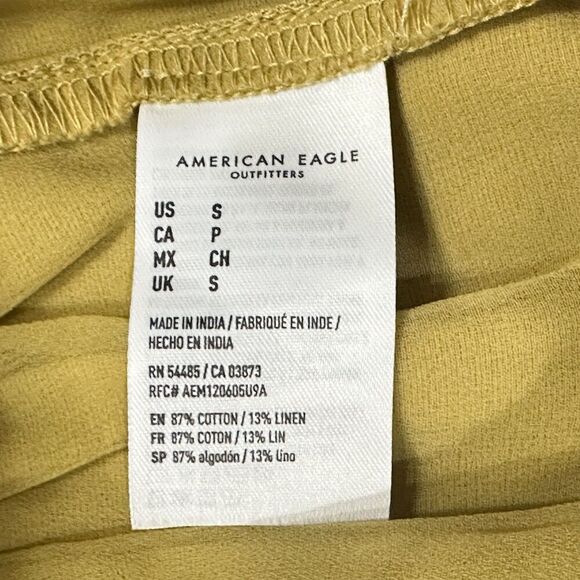 AMERICAN EAGLE
OUTFITTERS
US S
CA P
MX CH
UK S
MADE IN INDIA / FABRIQUÉ EN INDE /
HECHO EN INDIA
RN 54485 / CA 03873
RFC# AEM120605U9A
EN 87% COTTON / 13% LINEN
FR 87% COTON / 13% LIN
SP 87% algodón / 13% lino